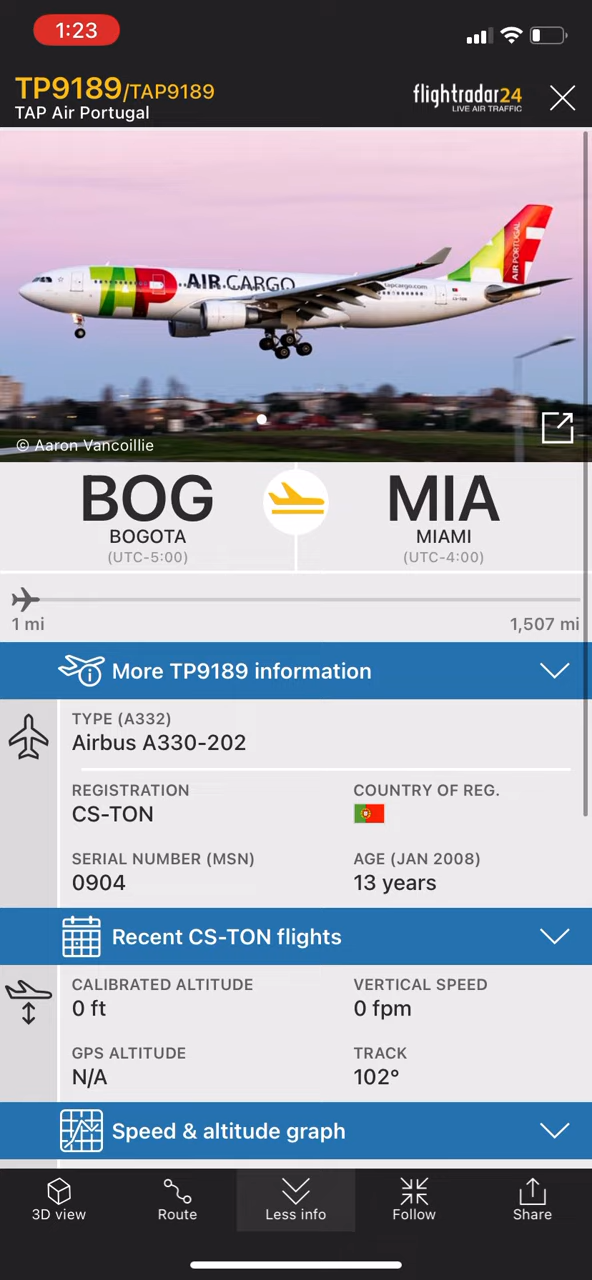 1:23
TP9189/TAP9189
TAP Air Portugal
flightradar24
LIVE AIR TRAFFIC
AIR CARGO
tapcargo.com
AIR PORTUGAL
© Aaron Vancoillie
BOG
BOGOTA
(UTC-5:00)
MIA
MIAMI
(UTC-4:00)
1 mi
1,507 mi
More TP9189 information
TYPE (A332)
Airbus A330-202
REGISTRATION
CS-TON
COUNTRY OF REG.
SERIAL NUMBER (MSN)
0904
AGE (JAN 2008)
13 years
Recent CS-TON flights
CALIBRATED ALTITUDE
0 ft
VERTICAL SPEED
0 fpm
GPS ALTITUDE
N/A
TRACK
102°
Speed & altitude graph
3D view
Route
Less info
Follow
Share